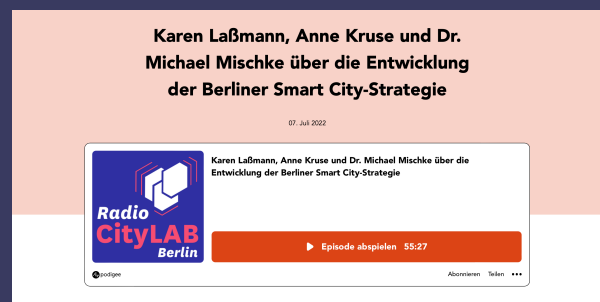 Karen Laßmann, Anne Kruse und Dr.
Michael Mischke über die Entwicklung
der Berliner Smart City-Strategie
07. Juli 2022
Karen Laßmann, Anne Kruse und Dr. Michael Mischke über die
Entwicklung der Berliner Smart City-Strategie
Radio
CityLAB
Berlin
Episode abspielen 55:27
podigee
Abonnieren Teilen